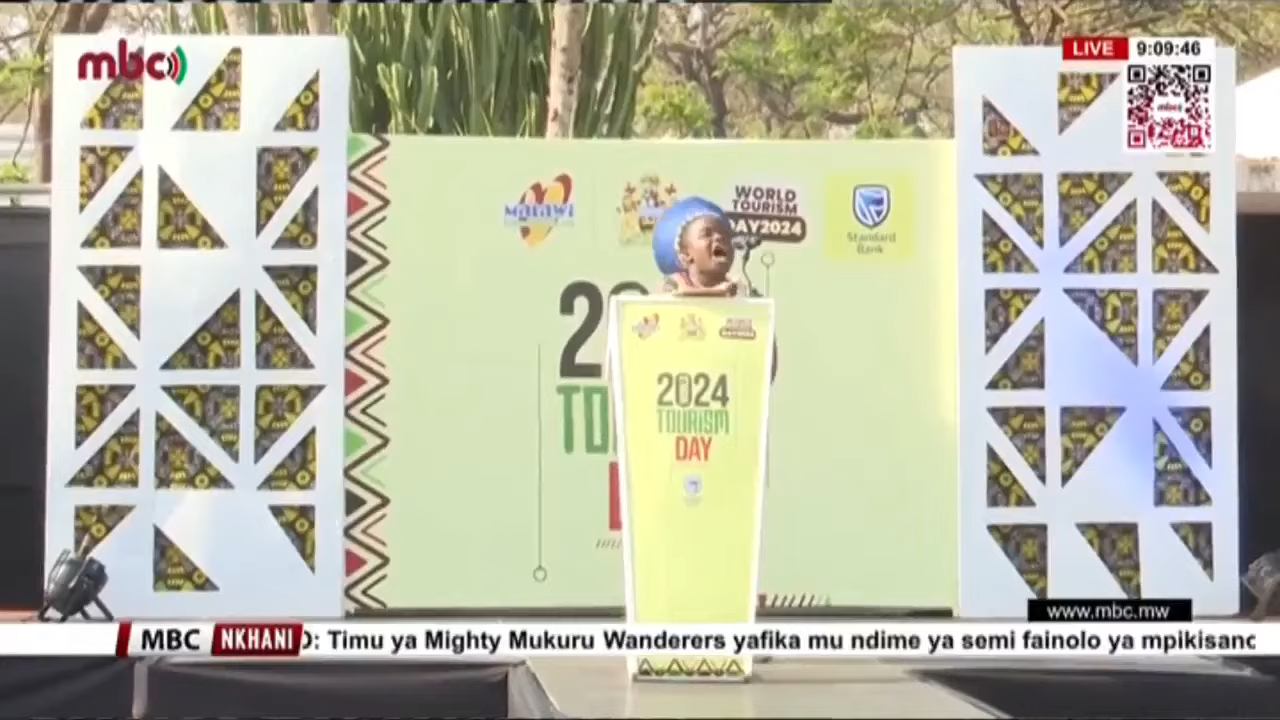 mbc
LIVE 9:09:46
mbc
Malawi
WORLD
TOURISM
DAY2024
Standard
Bank
2024
TOURISM
DAY
www.mbc.mw
MBC NKHANI : Timu ya Mighty Mukuru Wanderers yafika mu ndime ya semi fainolo ya mpikisano